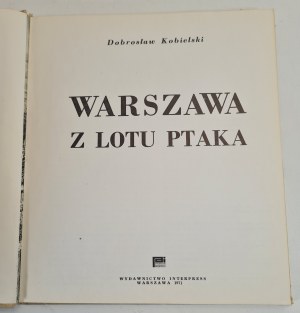 Dobrosław Kobielski
WARSZAWA
Z LOTU PTAKA
WYDAWNICTWO INTERPRESS
WARSZAWA 1971